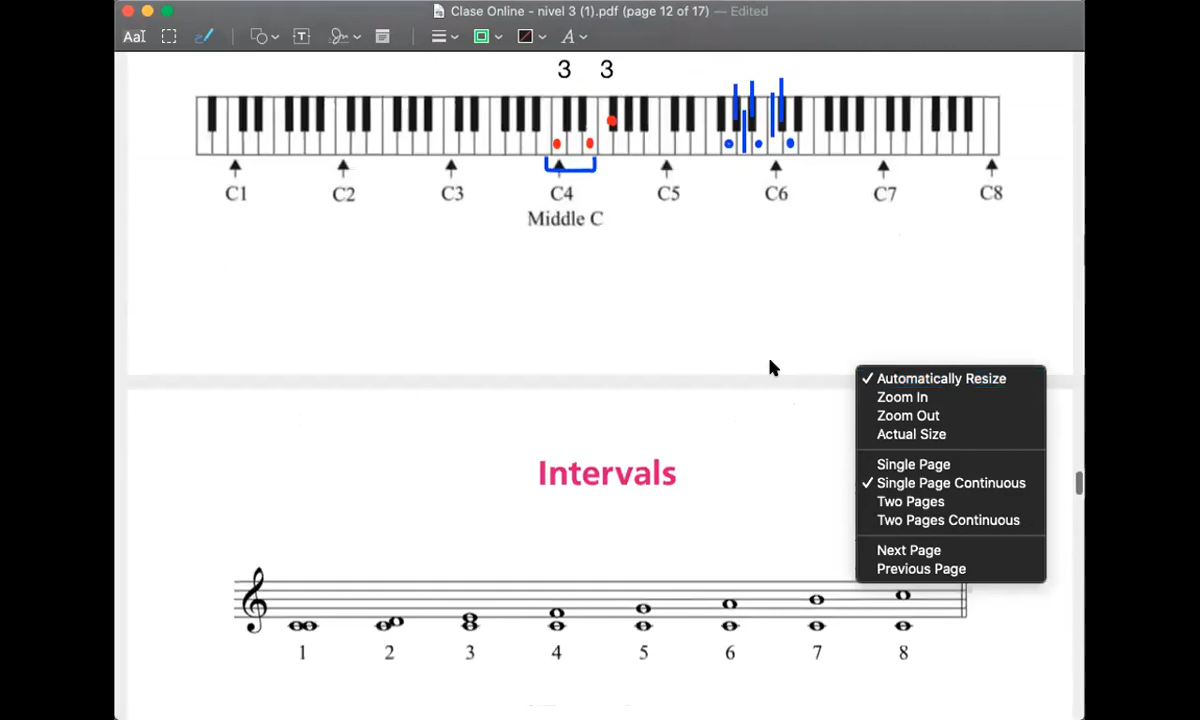 Clase Online - nivel 3 (1).pdf (page 12 of 17) — Edited
AaI T A
3 3
C1 C2 C3 C4 C5 C6 C7 C8
Middle C
✓ Automatically Resize
Zoom In
Zoom Out
Actual Size
Single Page
✓ Single Page Continuous
Two Pages
Two Pages Continuous
Next Page
Previous Page
Intervals
1 2 3 4 5 6 7 8